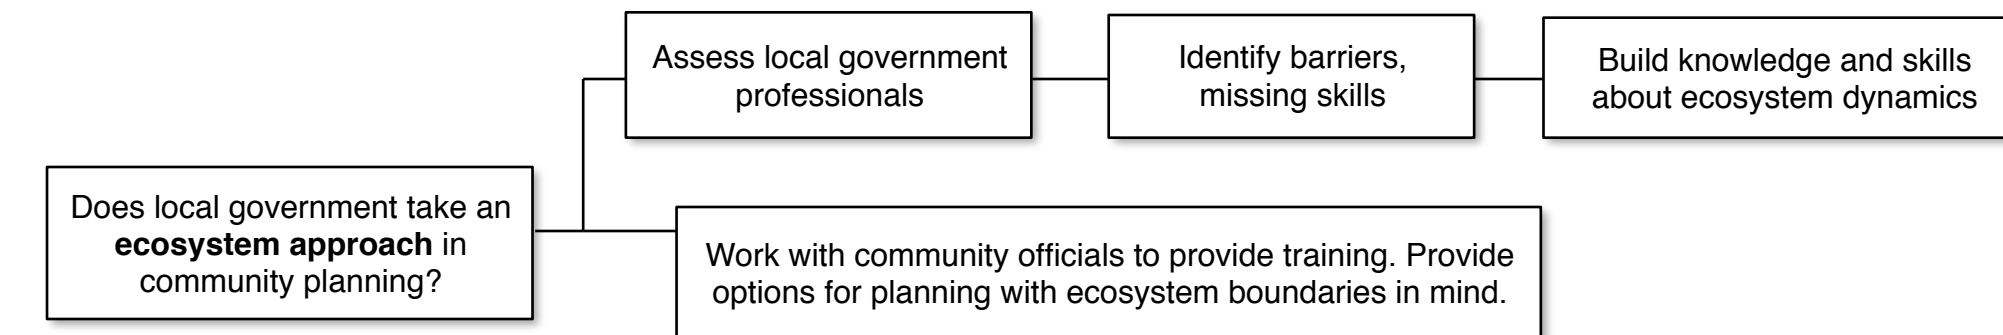 Assess local government
professionals
Identify barriers,
missing skills
Build knowledge and skills
about ecosystem dynamics
Does local government take an
ecosystem approach in
community planning?
Work with community officials to provide training. Provide
options for planning with ecosystem boundaries in mind.